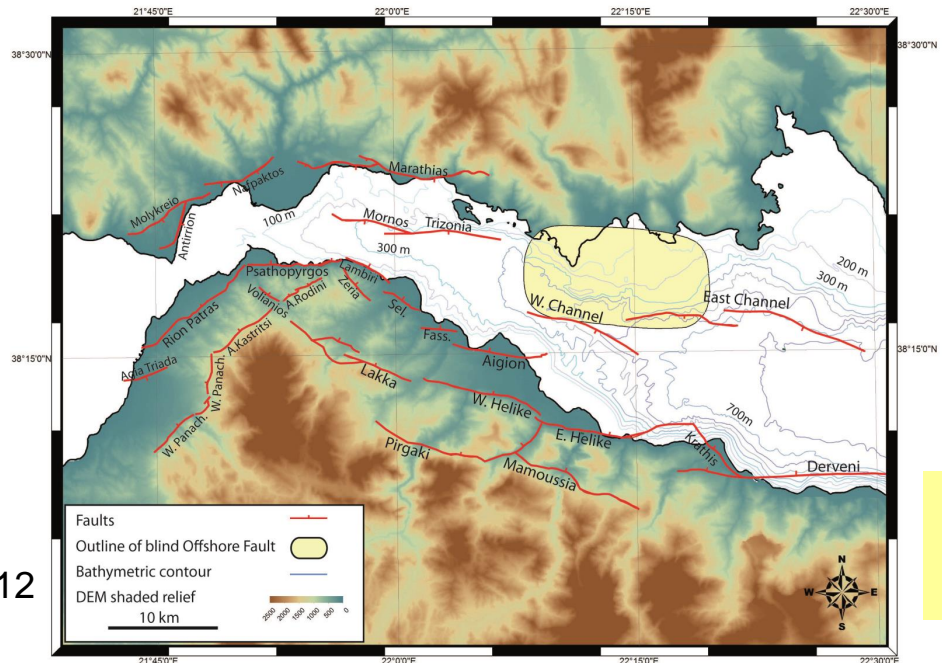 21°45'0"E 22°0'0"E 22°15'0"E 22°30'0"E
38°30'0"N 38°30'0"N
Marathias
Nafpaktos
Molykreio
Antirrion
100 m
Mornos Trizonia
300 m
200 m
300 m
Psathopyrgos
Lambiri
Zeria
Volianios
A.Rodini
Sel.
W. Channel
East Channel
Rion Patras
A.Kastritsi
Fass.
38°15'0"N 38°15'0"N
Aigion
Agia Triada
W. Panach.
Lakka
W. Helike
700m
W. Panach.
Pirgaki
E. Helike
Krathis
Mamoussia
Derveni
Faults
Outline of blind Offshore Fault
Bathymetric contour
DEM shaded relief
2500 2000 1500 1000 500 0
10 km
12
N
W E
S
21°45'0"E 22°0'0"E 22°15'0"E 22°30'0"E